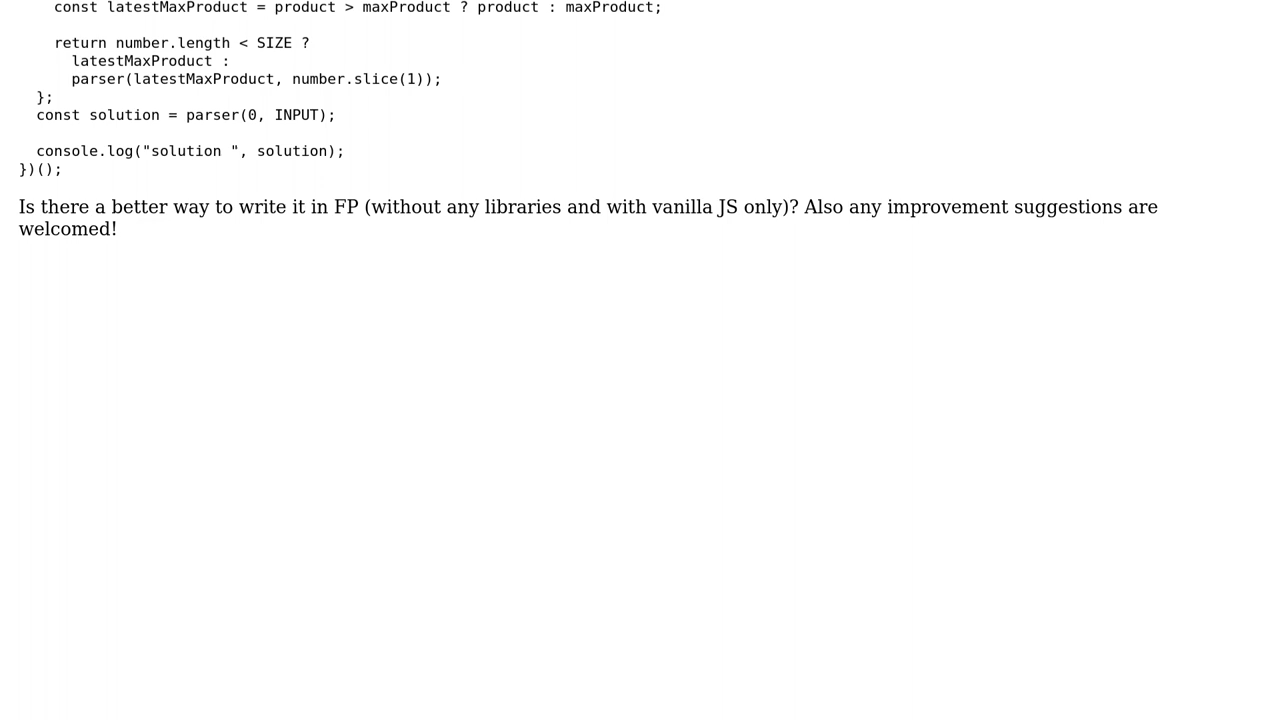 const latestMaxProduct = product > maxProduct ? product : maxProduct;
return number.length < SIZE ?
latestMaxProduct :
parser(latestMaxProduct, number.slice(1));
};
const solution = parser(0, INPUT);
console.log("solution ", solution);
})();
Is there a better way to write it in FP (without any libraries and with vanilla JS only)? Also any improvement suggestions are
welcomed!